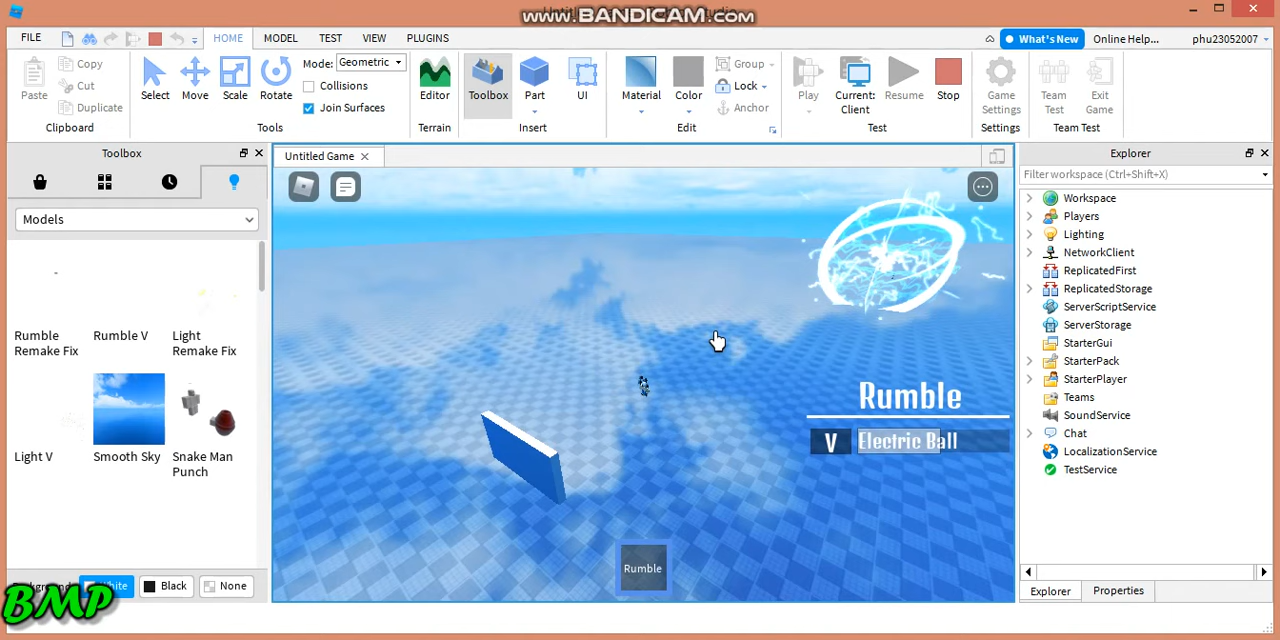 www.BANDICAM.com
FILE HOME MODEL TEST VIEW PLUGINS What's New Online Help... phu23052007
Paste Copy Cut Duplicate Select Move Scale Rotate Mode: Geometric Collisions Join Surfaces Editor Toolbox Part UI Material Color Group Lock Anchor Play Current: Client Resume Stop Game Settings Team Test Exit Game
Clipboard Tools Terrain Insert Edit Test Settings Team Test
Toolbox Untitled Game Explorer
Filter workspace (Ctrl+Shift+X)
Models
Rumble Remake Fix
Rumble V
Light Remake Fix
Light V
Smooth Sky
Snake Man Punch
White Black None
BMP
Rumble
V Electric Ball
Rumble
Workspace
Players
Lighting
NetworkClient
ReplicatedFirst
ReplicatedStorage
ServerScriptService
ServerStorage
StarterGui
StarterPack
StarterPlayer
Teams
SoundService
Chat
LocalizationService
TestService
Explorer Properties